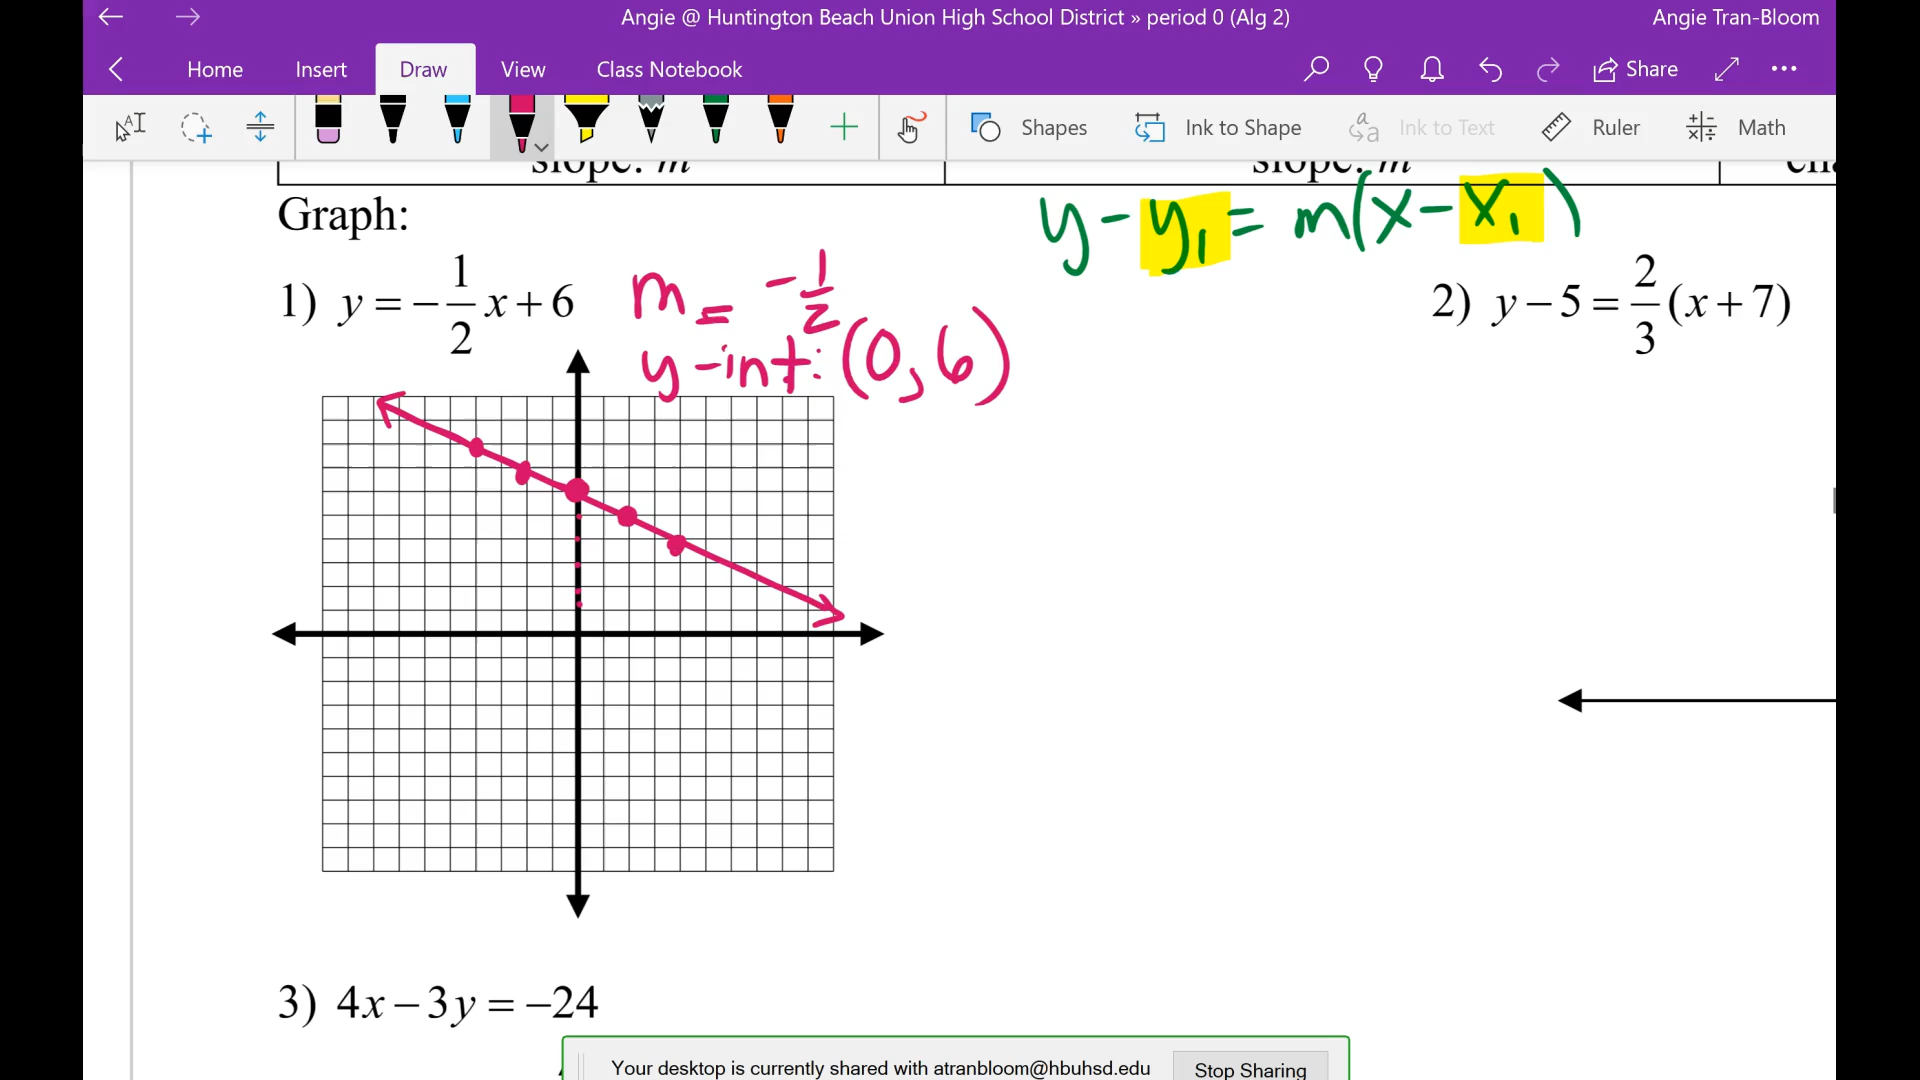 Angie @ Huntington Beach Union High School District » period 0 (Alg 2)
Angie Tran-Bloom
Home Insert Draw View Class Notebook
Share
Shapes Ink to Shape Ink to Text Ruler Math
slope: m slope: m
Graph:
y - y₁ = m(x - x₁)
1) y = -1/2 x + 6
m = -1/2
y-int: (0, 6)
2) y - 5 = 2/3 (x + 7)
3) 4x - 3y = -24
Your desktop is currently shared with atranbloom@hbuhsd.edu Stop Sharing